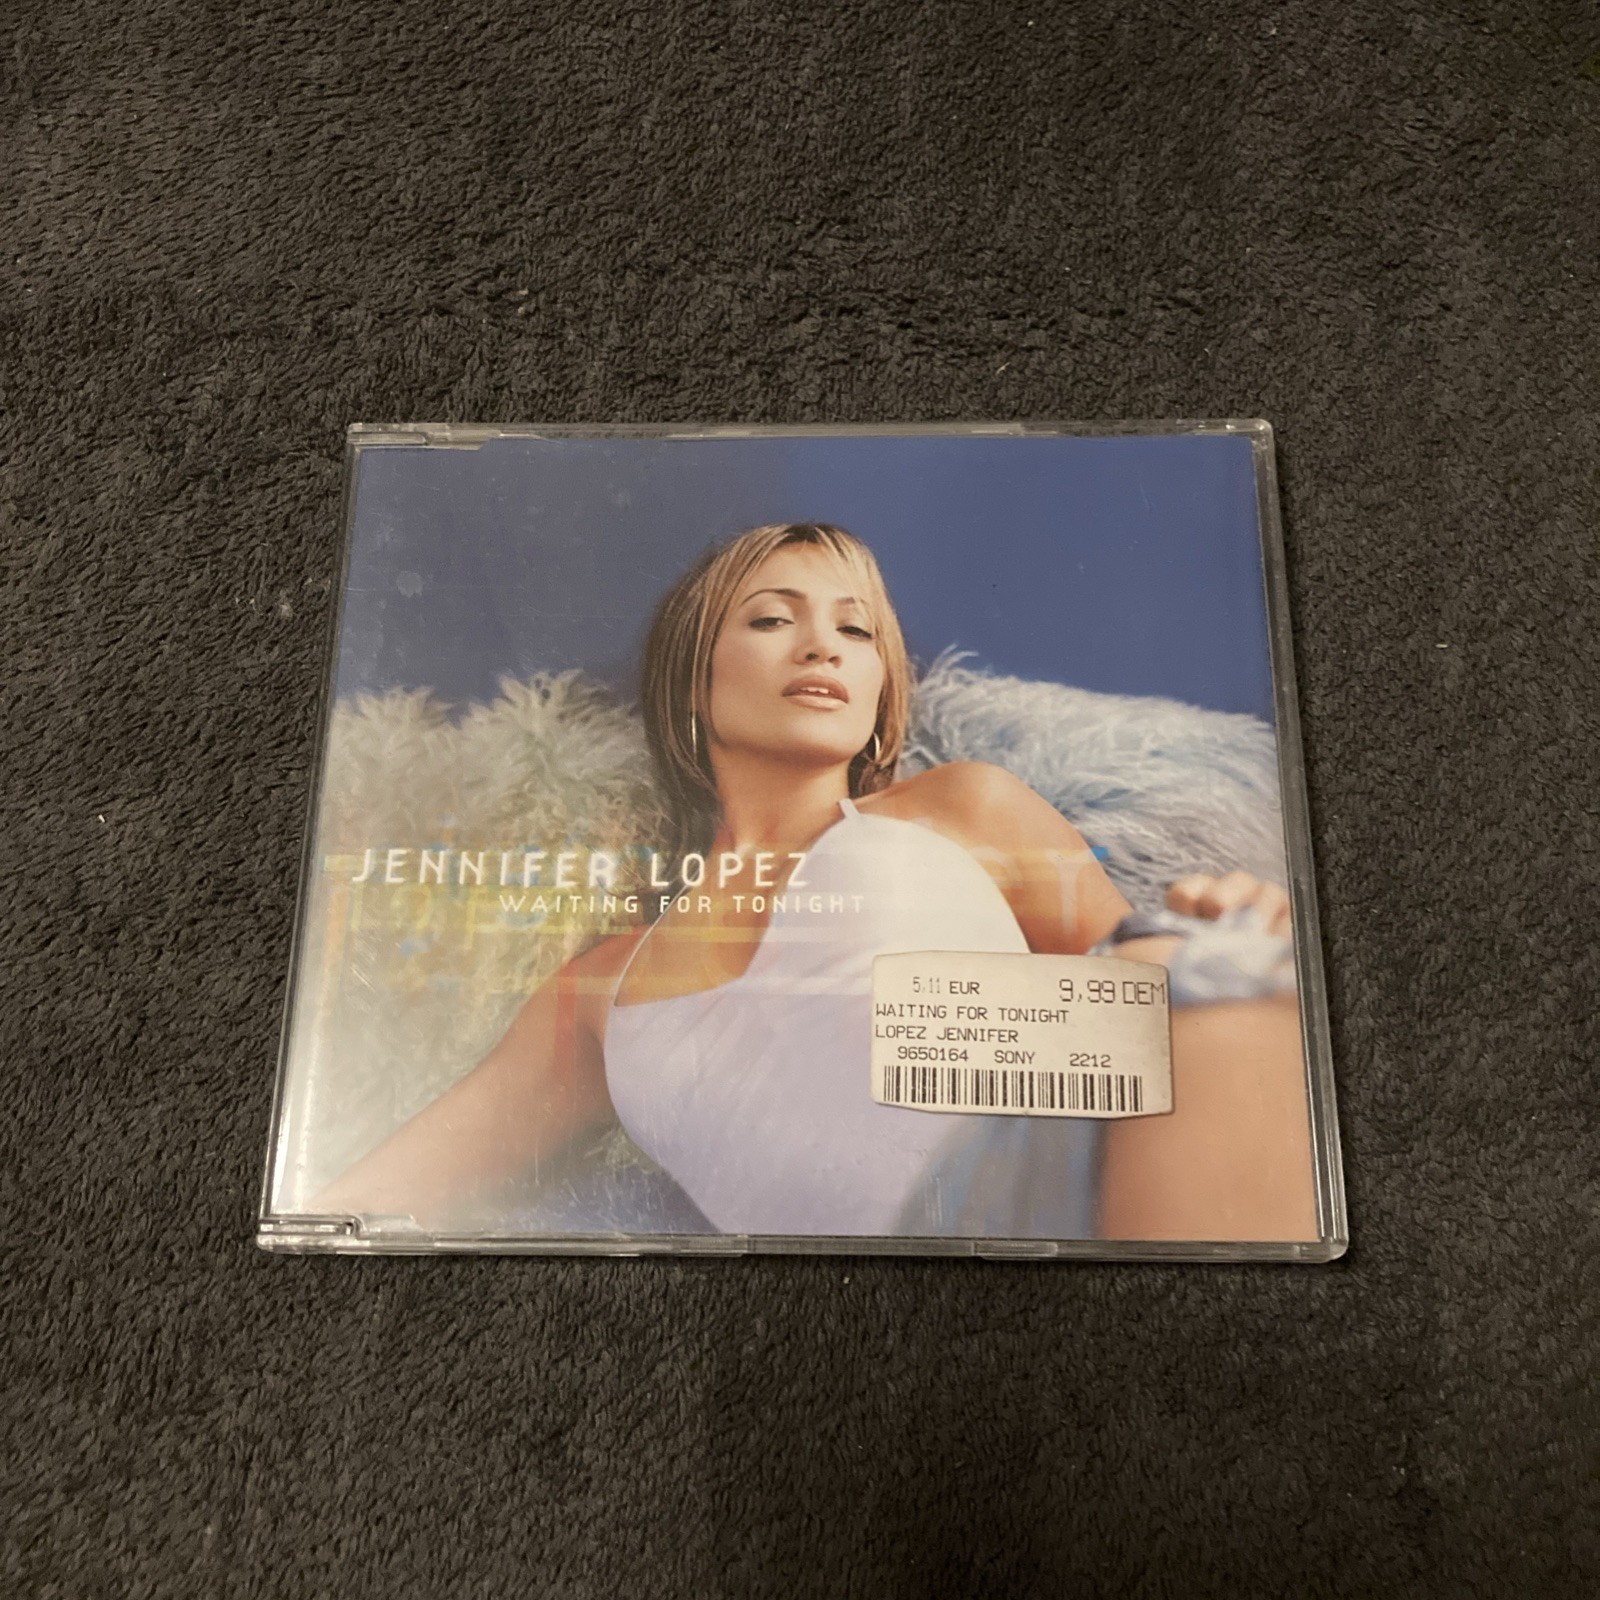 JENNIFER LOPEZ
WAITING FOR TONIGHT
5,11 EUR 9,99 DEM
WAITING FOR TONIGHT
LOPEZ JENNIFER
9650164 SONY 2212